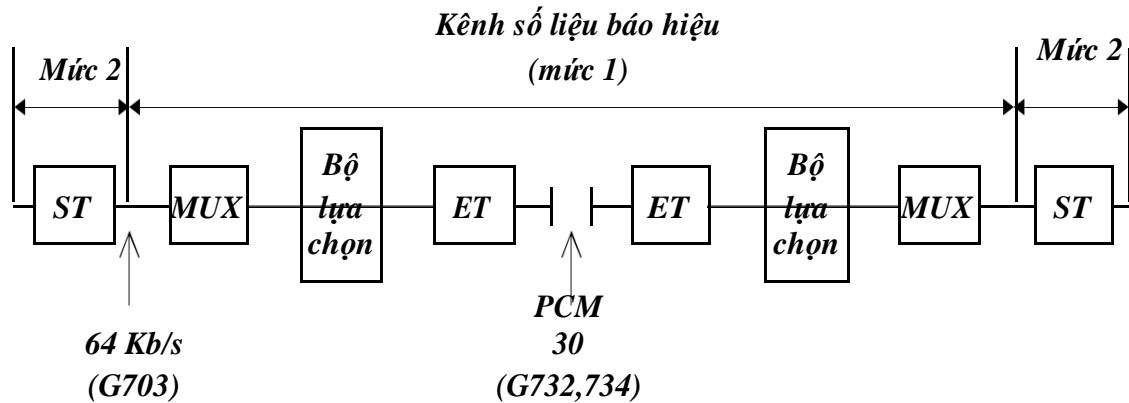 Kênh số liệu báo hiệu
(mức 1)
Mức 2
Mức 2
ST
MUX
Bộ
lựa
chọn
ET
ET
Bộ
lựa
chọn
MUX
ST
64 Kb/s
(G703)
PCM
30
(G732,734)